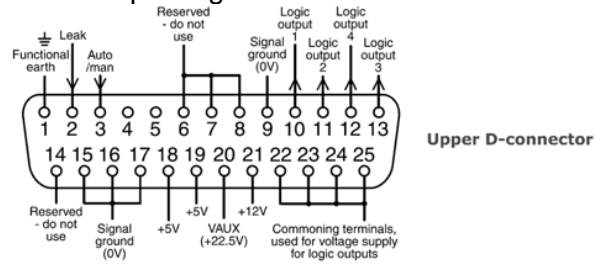 Reserved
- do not
use
Logic
output
1
Logic
output
4
Leak
Functional
earth
Auto
/man
Signal
ground
(0V)
Logic
output
2
Logic
output
3
1 2 3 4 5 6 7 8 9 10 11 12 13
14 15 16 17 18 19 20 21 22 23 24 25
Upper D-connector
Reserved
- do not
use
Signal
ground
(0V)
+5V
+5V
VAUX
(+22.5V)
+12V
Commoning terminals,
used for voltage supply
for logic outputs